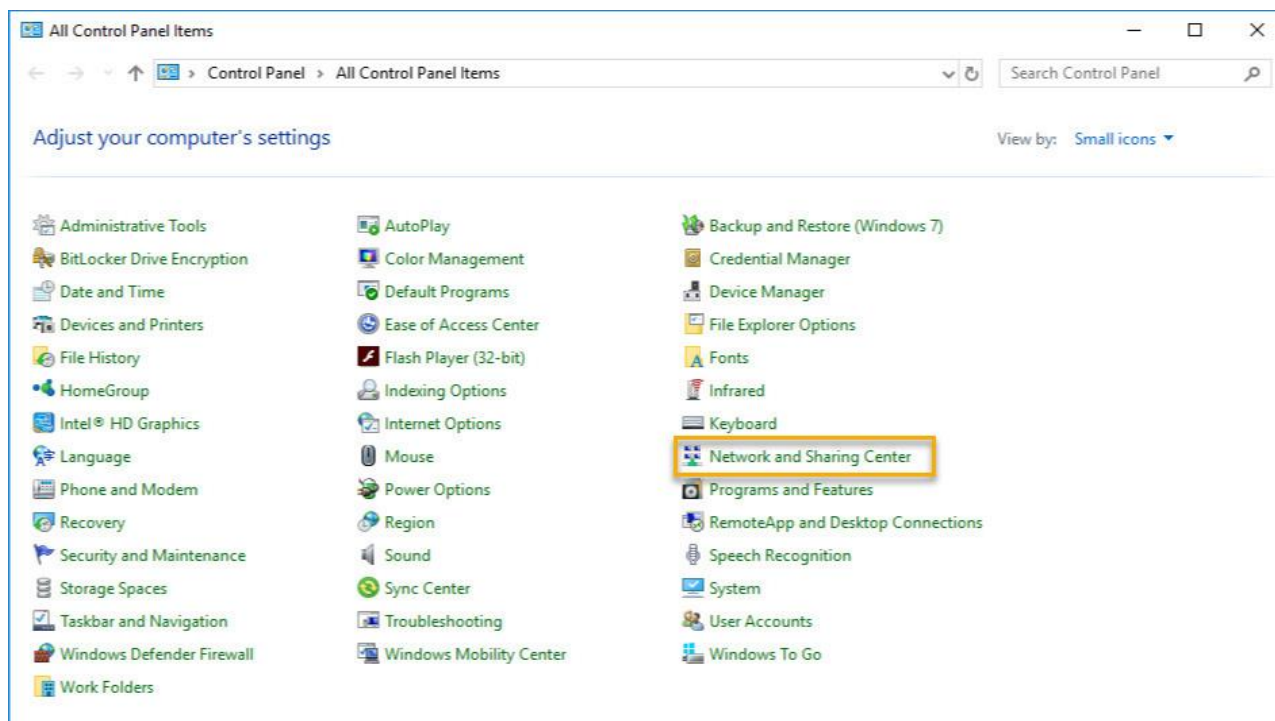 All Control Panel Items
Control Panel > All Control Panel Items
Search Control Panel
Adjust your computer's settings
View by: Small icons
Administrative Tools
AutoPlay
Backup and Restore (Windows 7)
BitLocker Drive Encryption
Color Management
Credential Manager
Date and Time
Default Programs
Device Manager
Devices and Printers
Ease of Access Center
File Explorer Options
File History
Flash Player (32-bit)
Fonts
HomeGroup
Indexing Options
Infrared
Intel® HD Graphics
Internet Options
Keyboard
Language
Mouse
Network and Sharing Center
Phone and Modem
Power Options
Programs and Features
Recovery
Region
RemoteApp and Desktop Connections
Security and Maintenance
Sound
Speech Recognition
Storage Spaces
Sync Center
System
Taskbar and Navigation
Troubleshooting
User Accounts
Windows Defender Firewall
Windows Mobility Center
Windows To Go
Work Folders